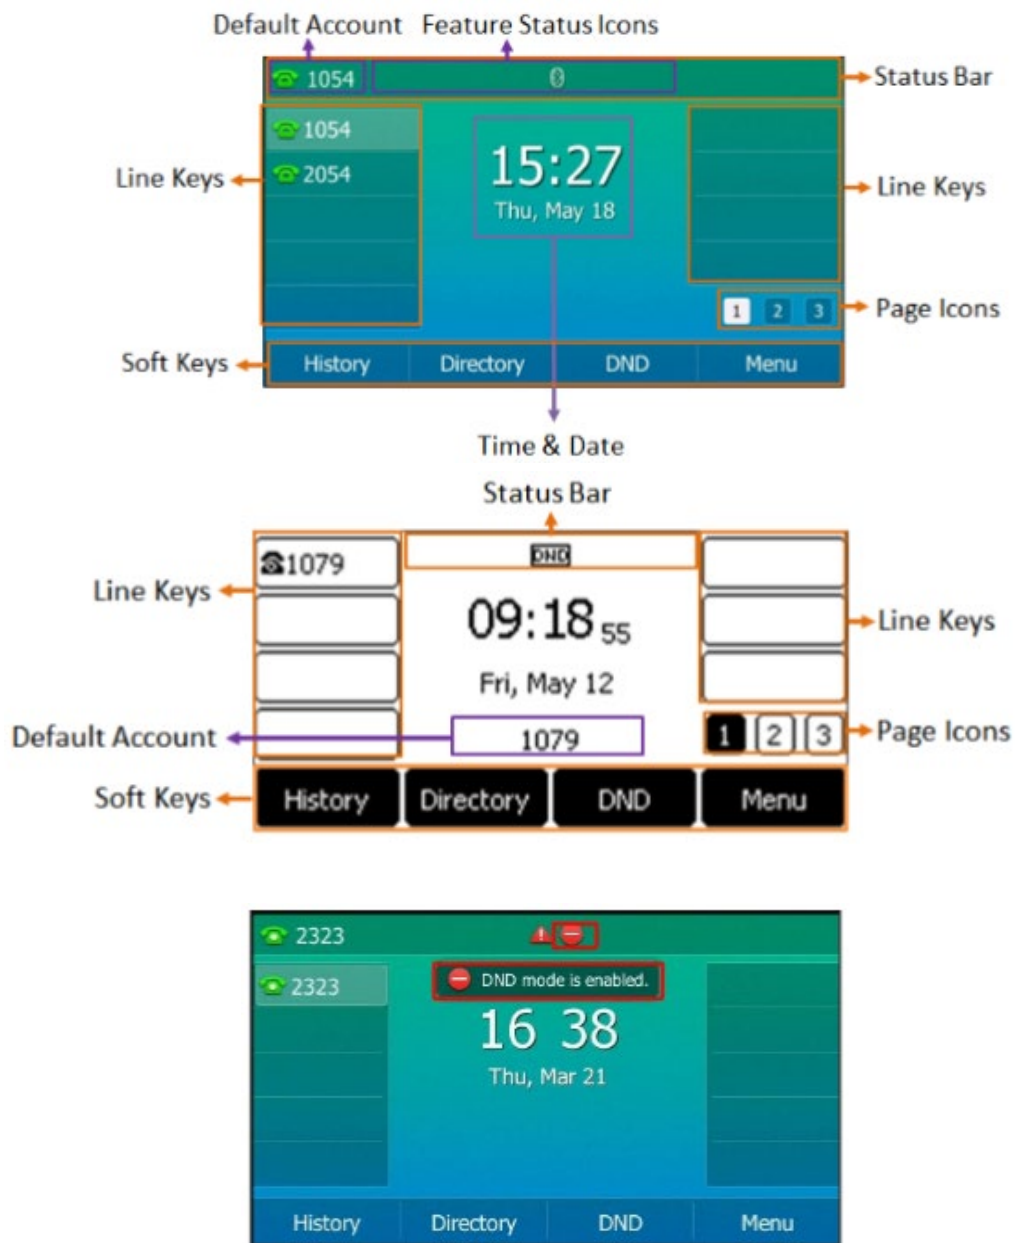 Default Account Feature Status Icons
1054
Status Bar
1054
2054
Line Keys
15:27
Thu, May 18
Line Keys
1 2 3
Page Icons
Soft Keys
History Directory DND Menu
Time & Date
Status Bar
1079
DND
Line Keys
09:18 55
Line Keys
Fri, May 12
Default Account
1079
1 2 3
Page Icons
Soft Keys
History Directory DND Menu
2323
2323
DND mode is enabled.
16 38
Thu, Mar 21
History Directory DND Menu